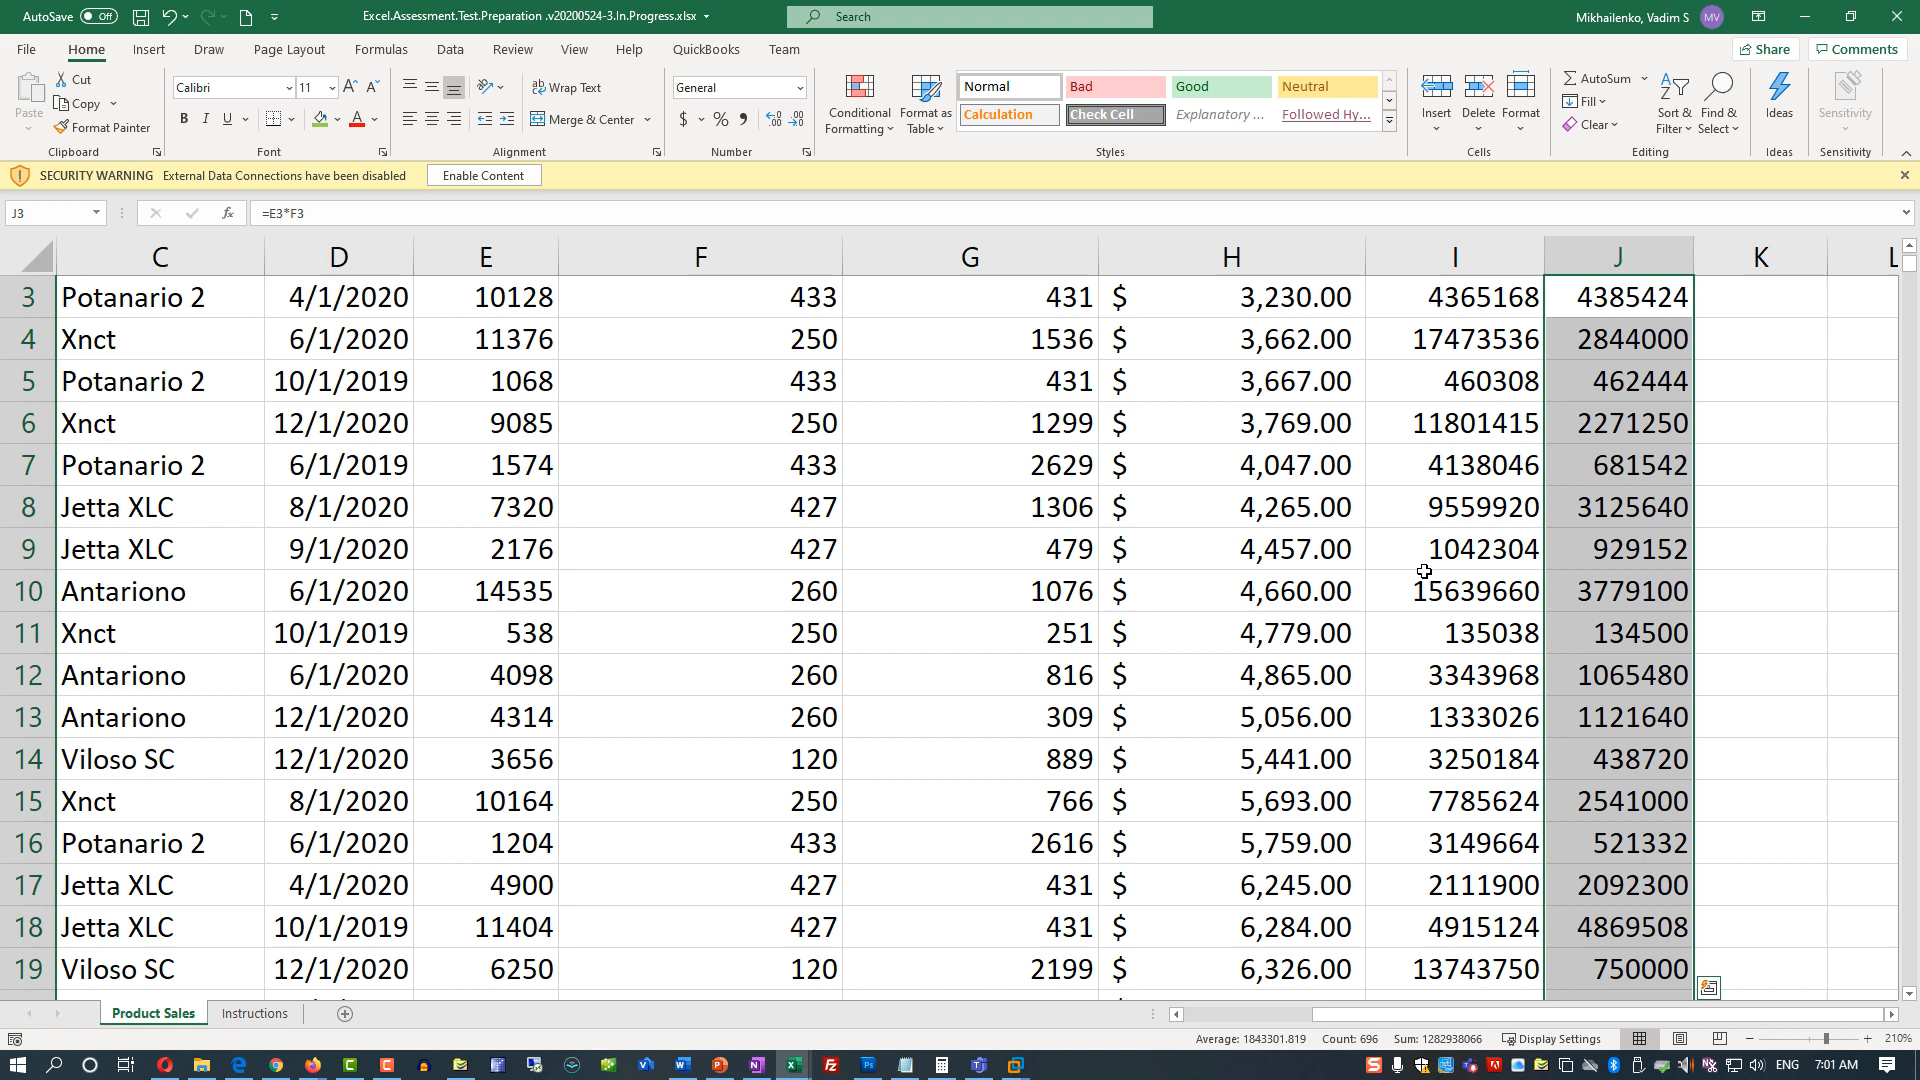 AutoSave Off Excel.Assessment.Test.Preparation .v20200524-3.In.Progress.xlsx Search Mikhailenko, Vadim S MV
File Home Insert Draw Page Layout Formulas Data Review View Help QuickBooks Team Share Comments
Paste Cut Copy Format Painter
Calibri 11 B I U
Wrap Text Merge & Center
General $ % 9
Conditional Formatting Format as Table
Normal Bad Good Neutral
Calculation Check Cell Explanatory ... Followed Hy...
Insert Delete Format
AutoSum Fill Clear Sort & Filter Find & Select
Ideas Sensitivity
Clipboard Font Alignment Number Styles Cells Editing Ideas Sensitivity
SECURITY WARNING External Data Connections have been disabled Enable Content
J3 fx =E3*F3
C D E F G H I J K L
3 Potanario 2 4/1/2020 10128 433 431 $ 3,230.00 4365168 4385424
4 Xnct 6/1/2020 11376 250 1536 $ 3,662.00 17473536 2844000
5 Potanario 2 10/1/2019 1068 433 431 $ 3,667.00 460308 462444
6 Xnct 12/1/2020 9085 250 1299 $ 3,769.00 11801415 2271250
7 Potanario 2 6/1/2019 1574 433 2629 $ 4,047.00 4138046 681542
8 Jetta XLC 8/1/2020 7320 427 1306 $ 4,265.00 9559920 3125640
9 Jetta XLC 9/1/2020 2176 427 479 $ 4,457.00 1042304 929152
10 Antariono 6/1/2020 14535 260 1076 $ 4,660.00 15639660 3779100
11 Xnct 10/1/2019 538 250 251 $ 4,779.00 135038 134500
12 Antariono 6/1/2020 4098 260 816 $ 4,865.00 3343968 1065480
13 Antariono 12/1/2020 4314 260 309 $ 5,056.00 1333026 1121640
14 Viloso SC 12/1/2020 3656 120 889 $ 5,441.00 3250184 438720
15 Xnct 8/1/2020 10164 250 766 $ 5,693.00 7785624 2541000
16 Potanario 2 6/1/2020 1204 433 2616 $ 5,759.00 3149664 521332
17 Jetta XLC 4/1/2020 4900 427 431 $ 6,245.00 2111900 2092300
18 Jetta XLC 10/1/2019 11404 427 431 $ 6,284.00 4915124 4869508
19 Viloso SC 12/1/2020 6250 120 2199 $ 6,326.00 13743750 750000
Product Sales Instructions
Average: 1843301.819 Count: 696 Sum: 1282938066 Display Settings 210%
ENG 7:01 AM